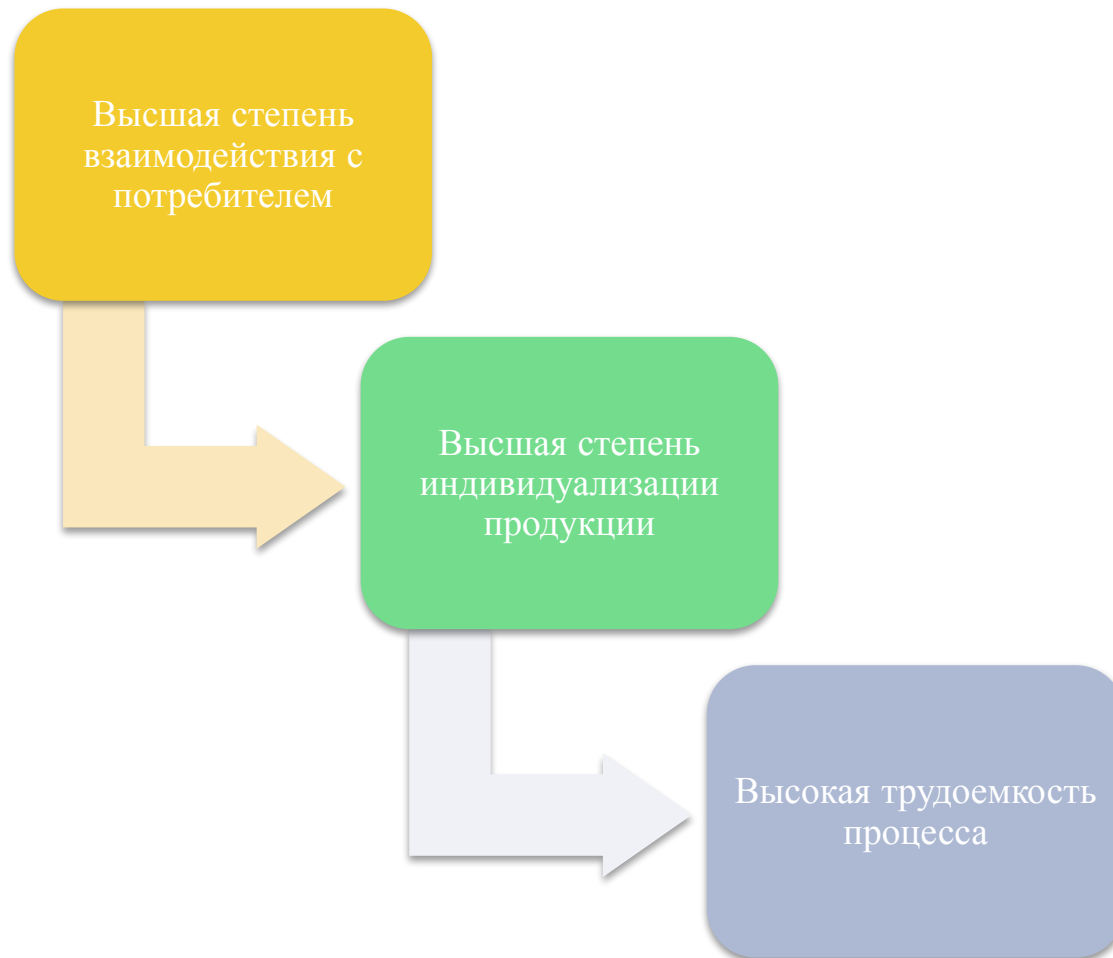 Высшая степень
взаимодействия с
потребителем
Высшая степень
индивидуализации
продукции
Высокая трудоемкость
процесса